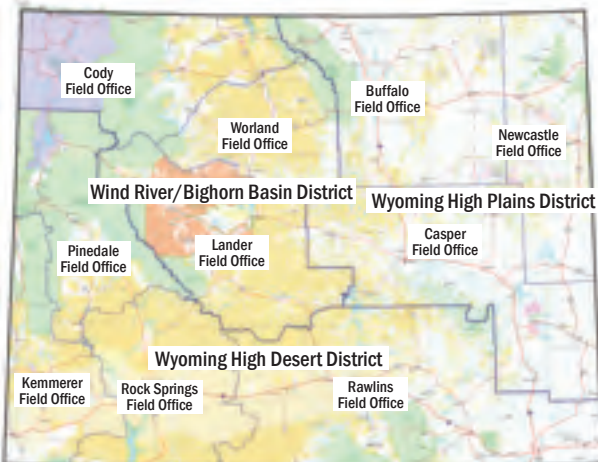 Cody
Field Office
Buffalo
Field Office
Worland
Field Office
Newcastle
Field Office
Wind River/Bighorn Basin District
Wyoming High Plains District
Casper
Field Office
Lander
Field Office
Pinedale
Field Office
Wyoming High Desert District
Kemmerer
Field Office
Rock Springs
Field Office
Rawlins
Field Office